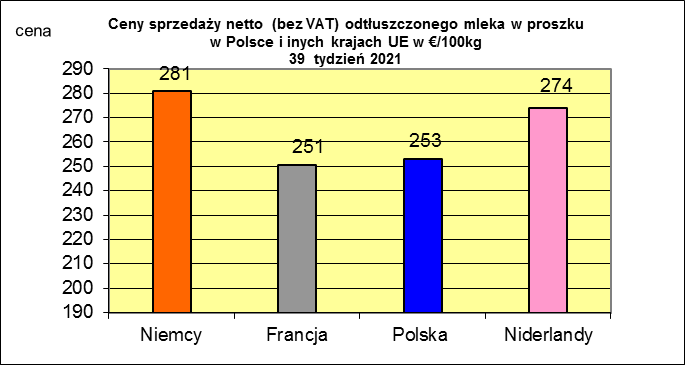 Ceny sprzedaży netto (bez VAT) odtłuszczonego mleka w proszku
w Polsce i inych krajach UE w €/100kg
39 tydzień 2021
cena
290
280
270
260
250
240
230
220
210
200
190
281
251
253
274
Niemcy
Francja
Polska
Niderlandy